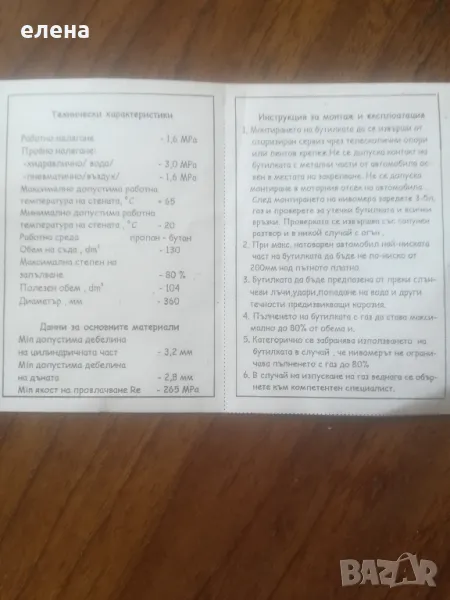 елена
Технически характеристики
Работно налягане - 1,6 MPa
Пробно налягане:
-хидравлично/ вода/ - 3,0 MPa
-пневматично/въздух/ - 1,6 MPa
Максимално допустима работна
температура на стената, °C - 65
Минимално допустима работна
температура на стената, °C - 20
Работна среда пропан - бутан
Обем на съда, dm³ - 130
Максимална степен на
запълване - 80 %
Полезен обем, dm³ - 104
Диаметър, мм - 360
Данни за основните материали
Min допустима дебелина
на цилиндричната част - 3,2 мм
Min допустима дебелина
на дъната - 2,8 мм
Min якост на провлачване Re - 265 MPa
Инструкция за монтаж и експлоатация
1. Монтирането на бутилката да се извърши от
оторизиран сервиз чрез телескопични опори
или лентов крепеж. Не се допуска контакт на
бутилката с метални части от автомобила ос-
вен в местата на закрепване. Не се допуска
монтиране в моторния отсек на автомобила.
След монтирането на нивомера заредете 3-5л.
газ и проверете за утечки бутилката и всички
връзки. Проверката се извършва със сапунен
разтвор и в никой случай с огън.
2. При макс. натоварен автомобил най-ниската
част на бутилката да бъде не по-ниско от
200мм над пътното платно.
3. Бутилката да бъде предпазена от преки слън-
чеви лъчи, удари, попадане на вода и други
течности предизвикващи корозия.
4. Пълненето на бутилката с газ да става макси-
мално до 80% от обема и.
5. Категорично се забранява използването на
бутилката в случай, че нивомерът не ограни-
чава пълненето с газ до 80%
6. В случай на изпускане на газ веднага се обър-
нете към компетентен специалист.
BAZAR